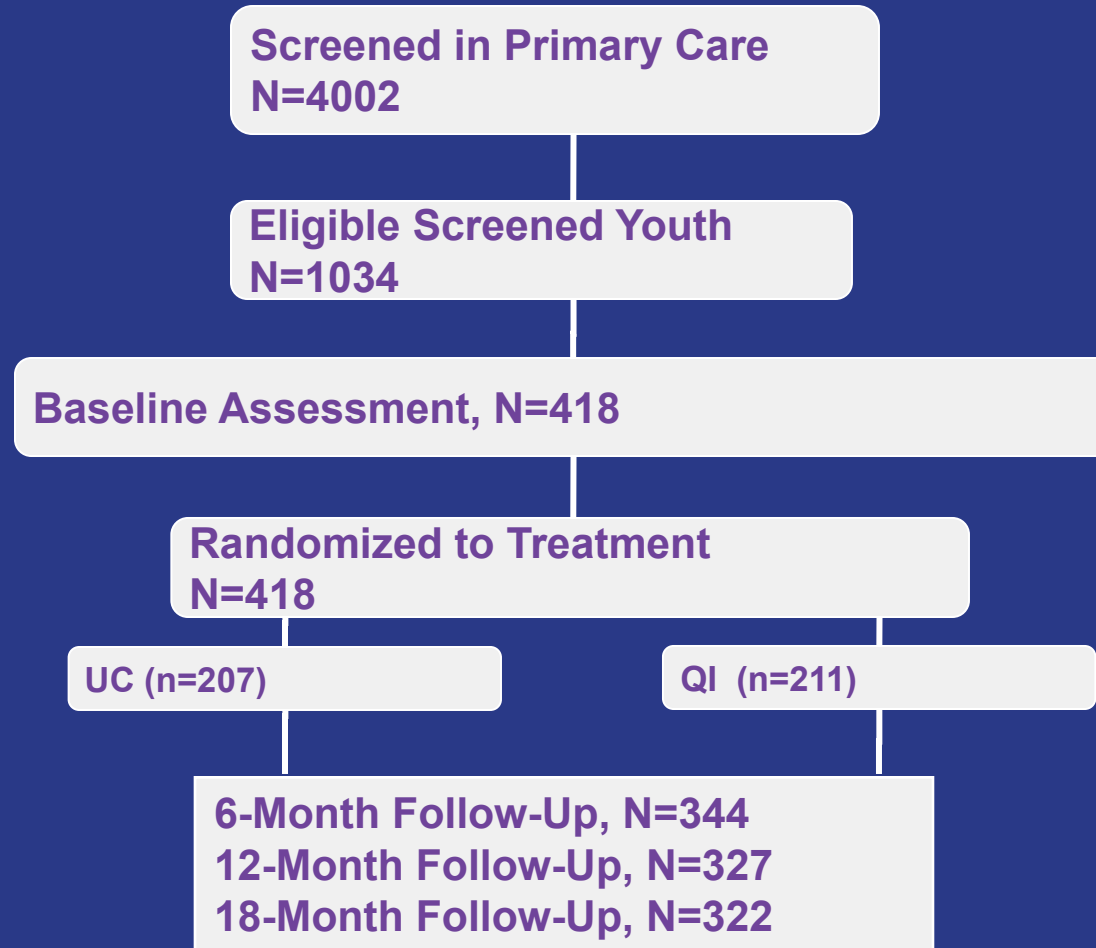 Screened in Primary Care
N=4002
Eligible Screened Youth
N=1034
Baseline Assessment, N=418
Randomized to Treatment
N=418
UC (n=207)
QI (n=211)
6-Month Follow-Up, N=344
12-Month Follow-Up, N=327
18-Month Follow-Up, N=322